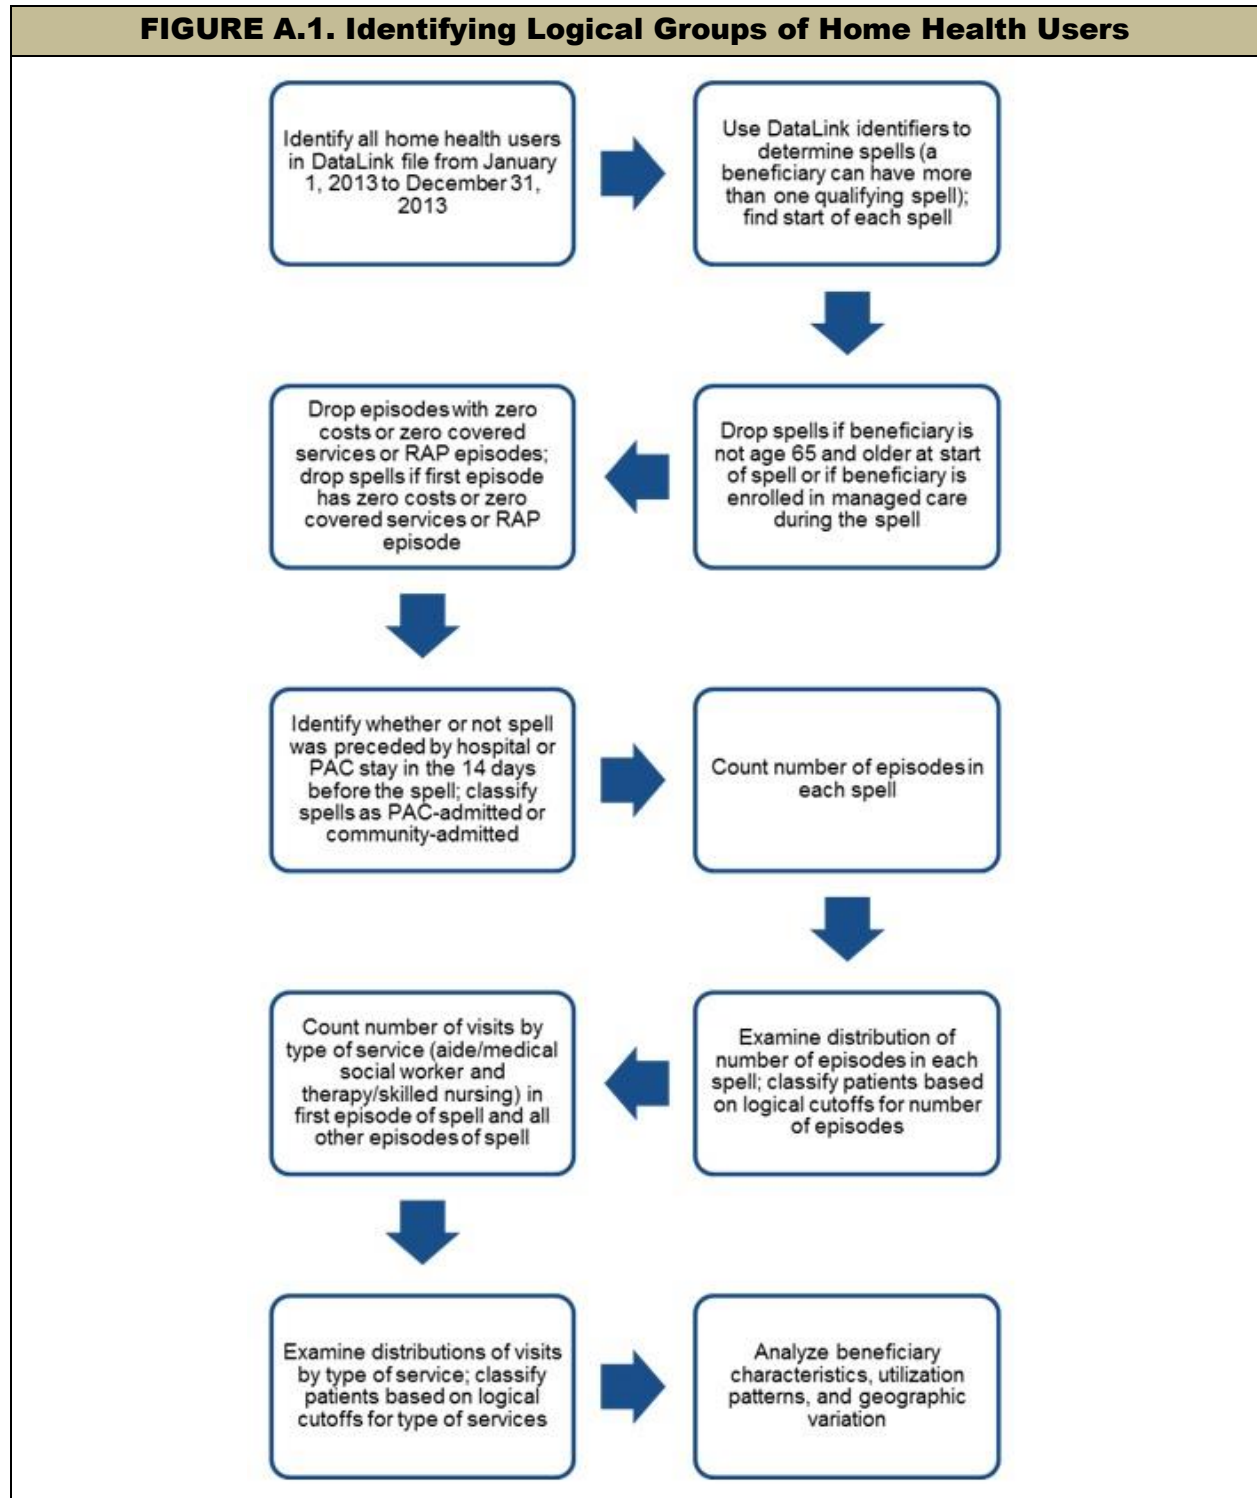 FIGURE A.1. Identifying Logical Groups of Home Health Users
Identify all home health users
in DataLink file from January
1, 2013 to December 31,
2013
Use DataLink identifiers to
determine spells (a
beneficiary can have more
than one qualifying spell);
find start of each spell
Drop spells if beneficiary is
not age 65 and older at start
of spell or if beneficiary is
enrolled in managed care
during the spell
Drop episodes with zero
costs or zero covered
services or RAP episodes;
drop spells if first episode
has zero costs or zero
covered services or RAP
episode
Identify whether or not spell
was preceded by hospital or
PAC stay in the 14 days
before the spell; classify
spells as PAC-admitted or
community-admitted
Count number of episodes in
each spell
Examine distribution of
number of episodes in each
spell; classify patients based
on logical cutoffs for number
of episodes
Count number of visits by
type of service (aide/medical
social worker and
therapy/skilled nursing) in
first episode of spell and all
other episodes of spell
Examine distributions of visits
by type of service; classify
patients based on logical
cutoffs for type of services
Analyze beneficiary
characteristics, utilization
patterns, and geographic
variation